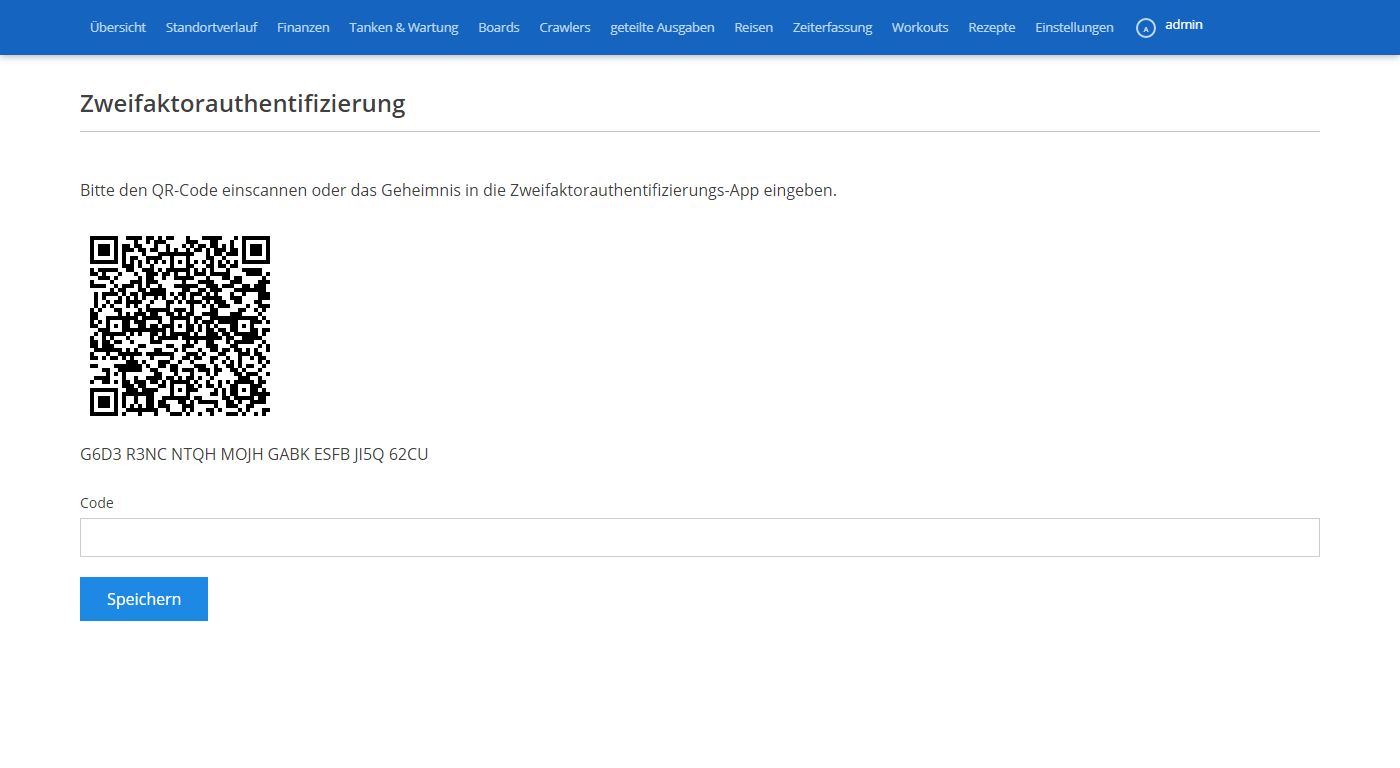 Übersicht Standortverlauf Finanzen Tanken & Wartung Boards Crawlers geteilte Ausgaben Reisen Zeiterfassung Workouts Rezepte Einstellungen A admin
Zweifaktorauthentifizierung
Bitte den QR-Code einscannen oder das Geheimnis in die Zweifaktorauthentifizierungs-App eingeben.
G6D3 R3NC NTQH MOJH GABK ESFB JI5Q 62CU
Code
Speichern